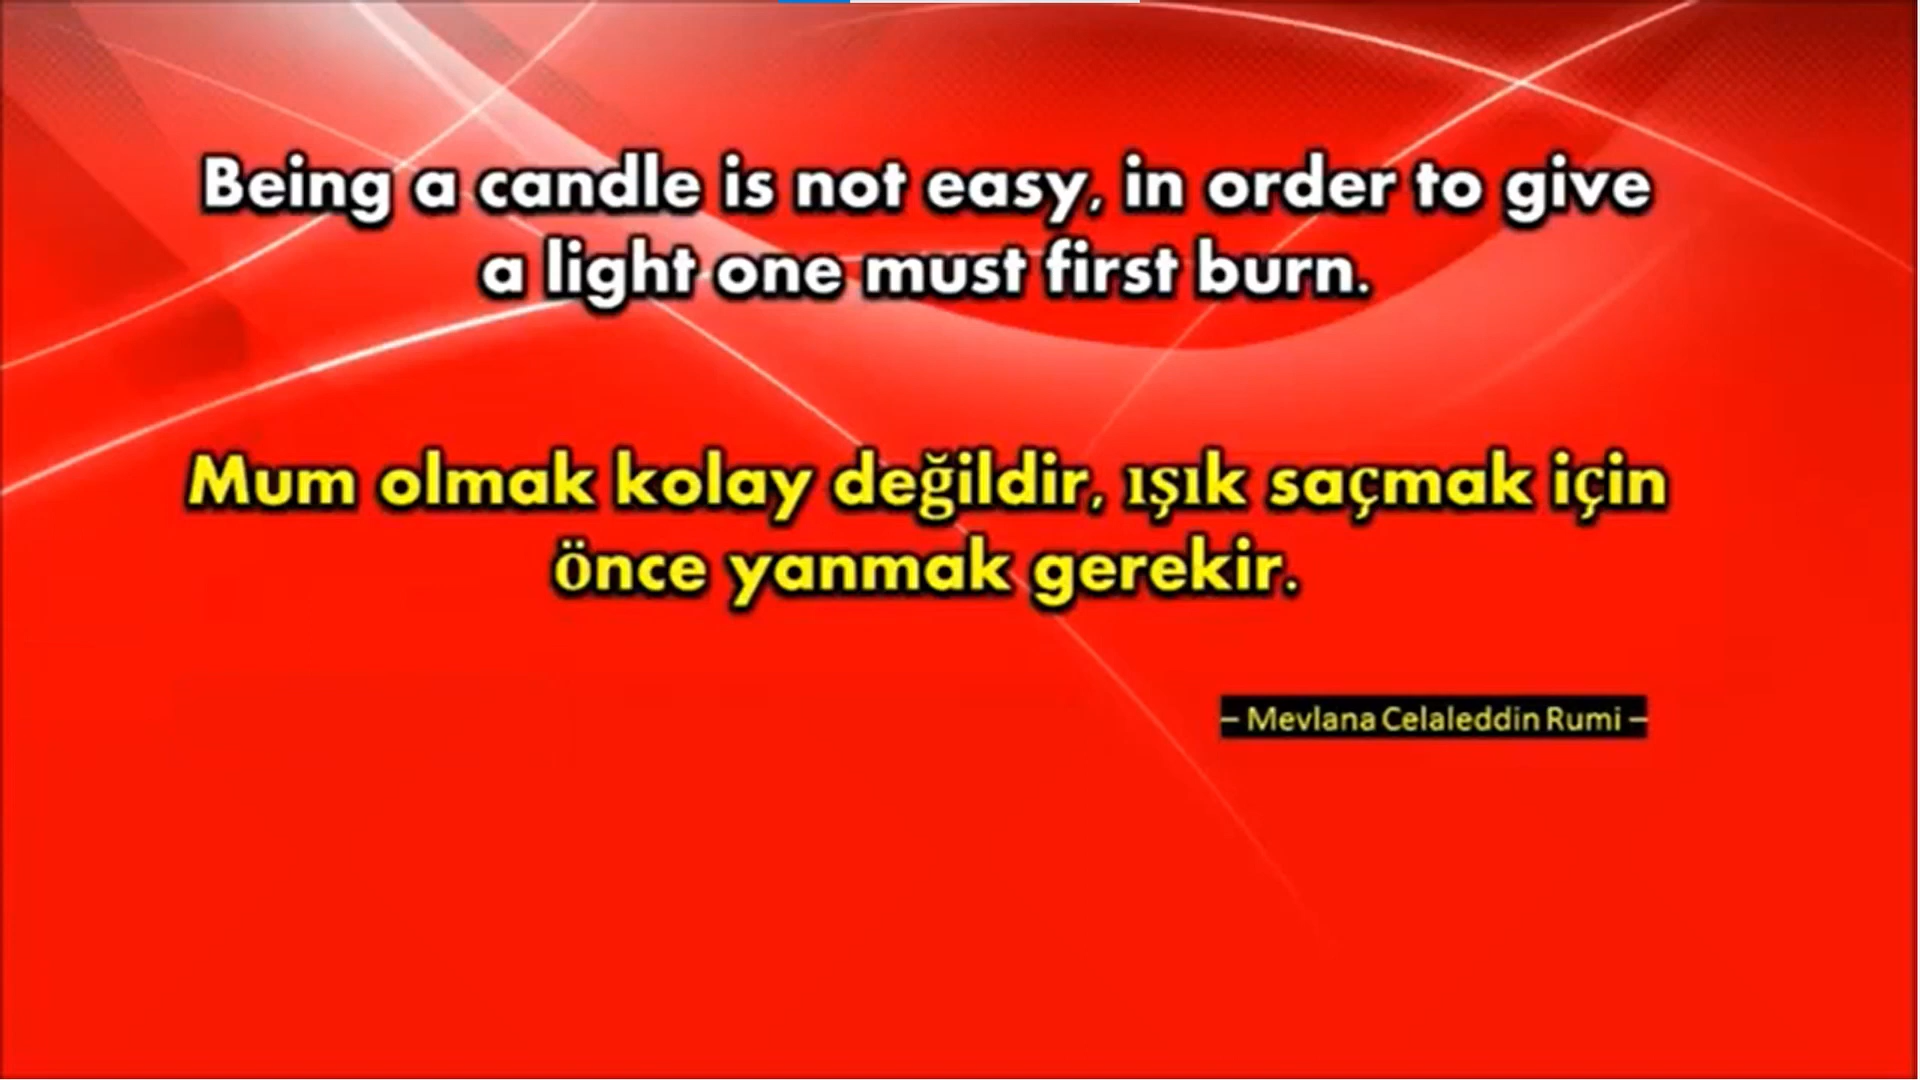 Being a candle is not easy, in order to give
a light one must first burn.
Mum olmak kolay değildir, ışık saçmak için
önce yanmak gerekir.
– Mevlana Celaleddin Rumi –